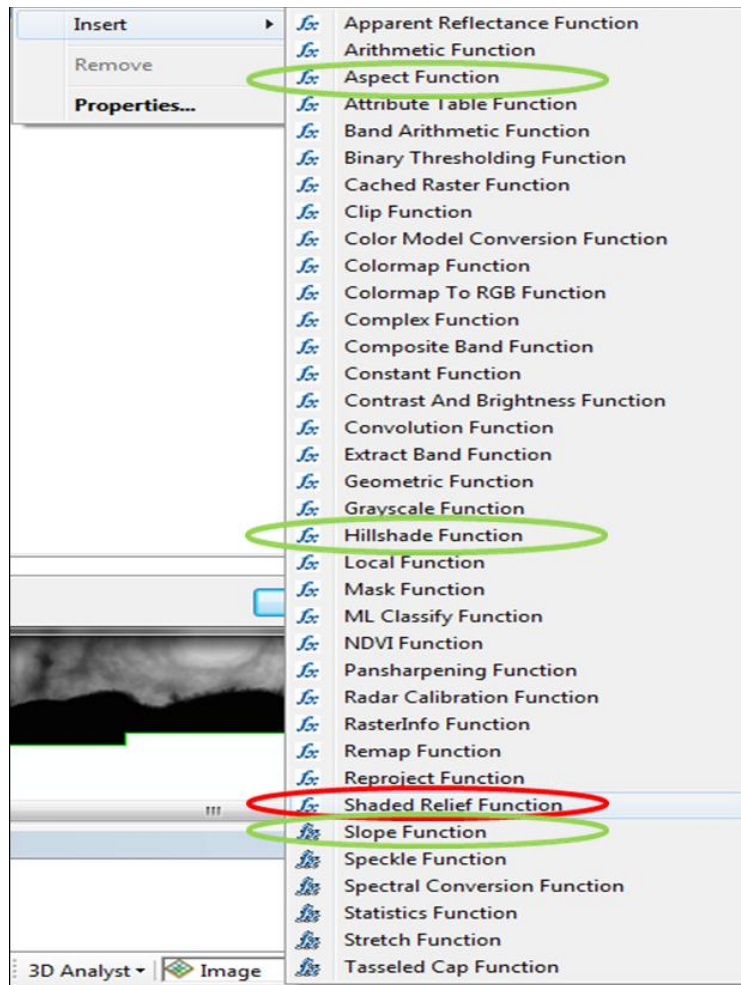 Insert
Remove
Properties...
Apparent Reflectance Function
Arithmetic Function
Aspect Function
Attribute Table Function
Band Arithmetic Function
Binary Thresholding Function
Cached Raster Function
Clip Function
Color Model Conversion Function
Colormap Function
Colormap To RGB Function
Complex Function
Composite Band Function
Constant Function
Contrast And Brightness Function
Convolution Function
Extract Band Function
Geometric Function
Grayscale Function
Hillshade Function
Local Function
Mask Function
ML Classify Function
NDVI Function
Pansharpening Function
Radar Calibration Function
RasterInfo Function
Remap Function
Reproject Function
Shaded Relief Function
Slope Function
Speckle Function
Spectral Conversion Function
Statistics Function
Stretch Function
Tasseled Cap Function
3D Analyst
Image